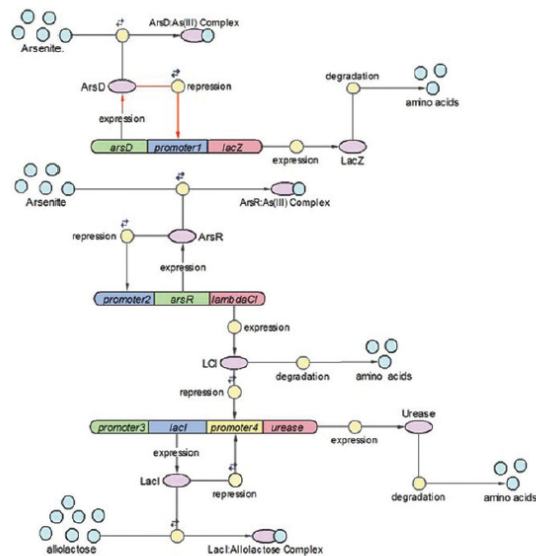 ArsD:As(III) Complex
Arsenite.
degradation
ArsD
repression
amino acids
expression
arsD promoter1 lacZ
expression
LacZ
Arsenite
ArsR:As(III) Complex
repression
ArsR
expression
promoter2 arsR lambdaCI
expression
LCI
degradation
amino acids
repression
Urease
promoter3 lacI promoter4 urease
expression
expression
LacI
repression
degradation
amino acids
allolactose
LacI:Allolactose Complex